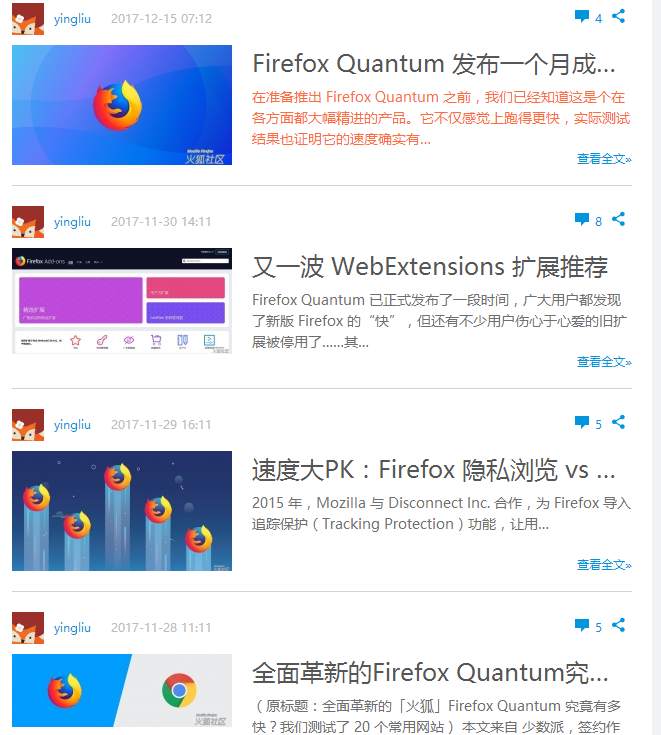 yingliu 2017-12-15 07:12 4
Firefox Quantum 发布一个月成...
在准备推出 Firefox Quantum 之前，我们已经知道这是个在
各方面都大幅精进的产品。它不仅感觉上跑得更快，实际测试
结果也证明它的速度确实有...
火狐社区
查看全文»
yingliu 2017-11-30 14:11 8
又一波 WebExtensions 扩展推荐
Firefox Add-ons
精选扩展
Firefox Quantum 已正式发布了一段时间，广大用户都发现
了新版 Firefox 的“快”，但还有不少用户伤心于心爱的旧扩
展被停用了......其...
火狐社区
查看全文»
yingliu 2017-11-29 16:11 5
速度大PK：Firefox 隐私浏览 vs ...
2015 年，Mozilla 与 Disconnect Inc. 合作，为 Firefox 导入
追踪保护（Tracking Protection）功能，让用...
火狐社区
查看全文»
yingliu 2017-11-28 11:11 5
全面革新的Firefox Quantum究...
（原标题：全面革新的「火狐」Firefox Quantum 究竟有多
快？我们测试了 20 个常用网站） 本文来自 少数派，签约作
火狐社区